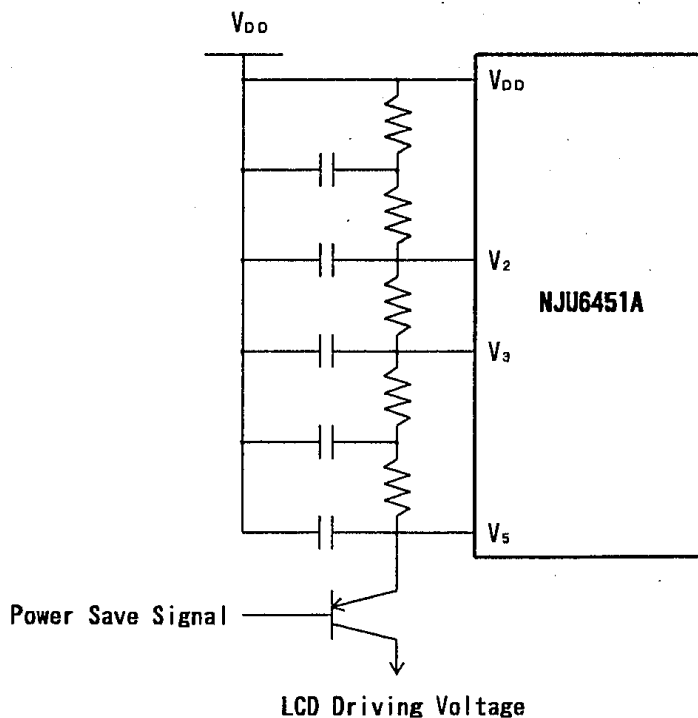 VDD
VDD
V2
NJU6451A
V3
V5
Power Save Signal
LCD Driving Voltage